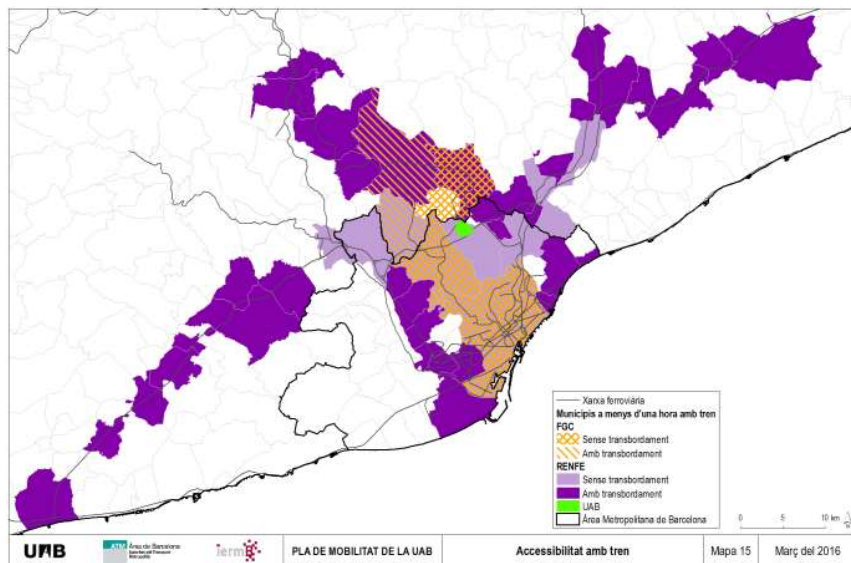 Xarxa ferroviària
Municipis a menys d'una hora amb tren
FGC
Sense transbordament
Amb transbordament
RENFE
Sense transbordament
Amb transbordament
UAB
Àrea Metropolitana de Barcelona
0 5 10 km
UAB
ATM
Àrea de Barcelona
iermB
PLA DE MOBILITAT DE LA UAB
Accessibilitat amb tren
Mapa 15
Març del 2016